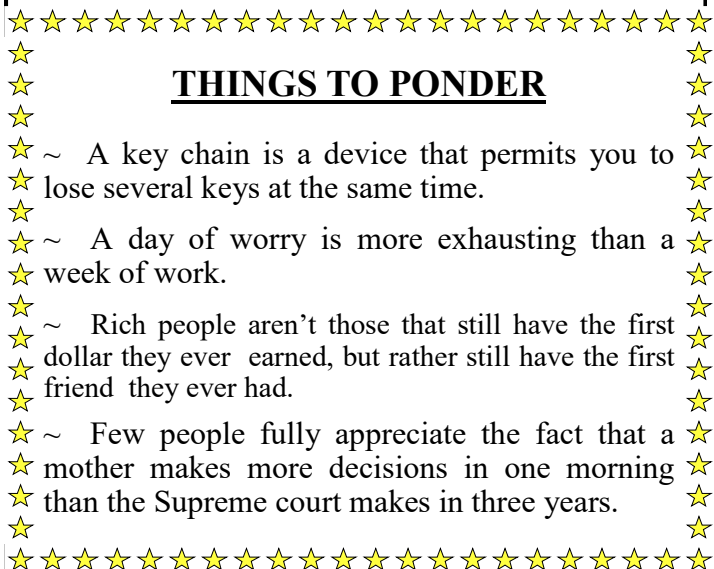 THINGS TO PONDER
~ A key chain is a device that permits you to
lose several keys at the same time.
~ A day of worry is more exhausting than a
week of work.
~ Rich people aren’t those that still have the first
dollar they ever earned, but rather still have the first
friend they ever had.
~ Few people fully appreciate the fact that a
mother makes more decisions in one morning
than the Supreme court makes in three years.